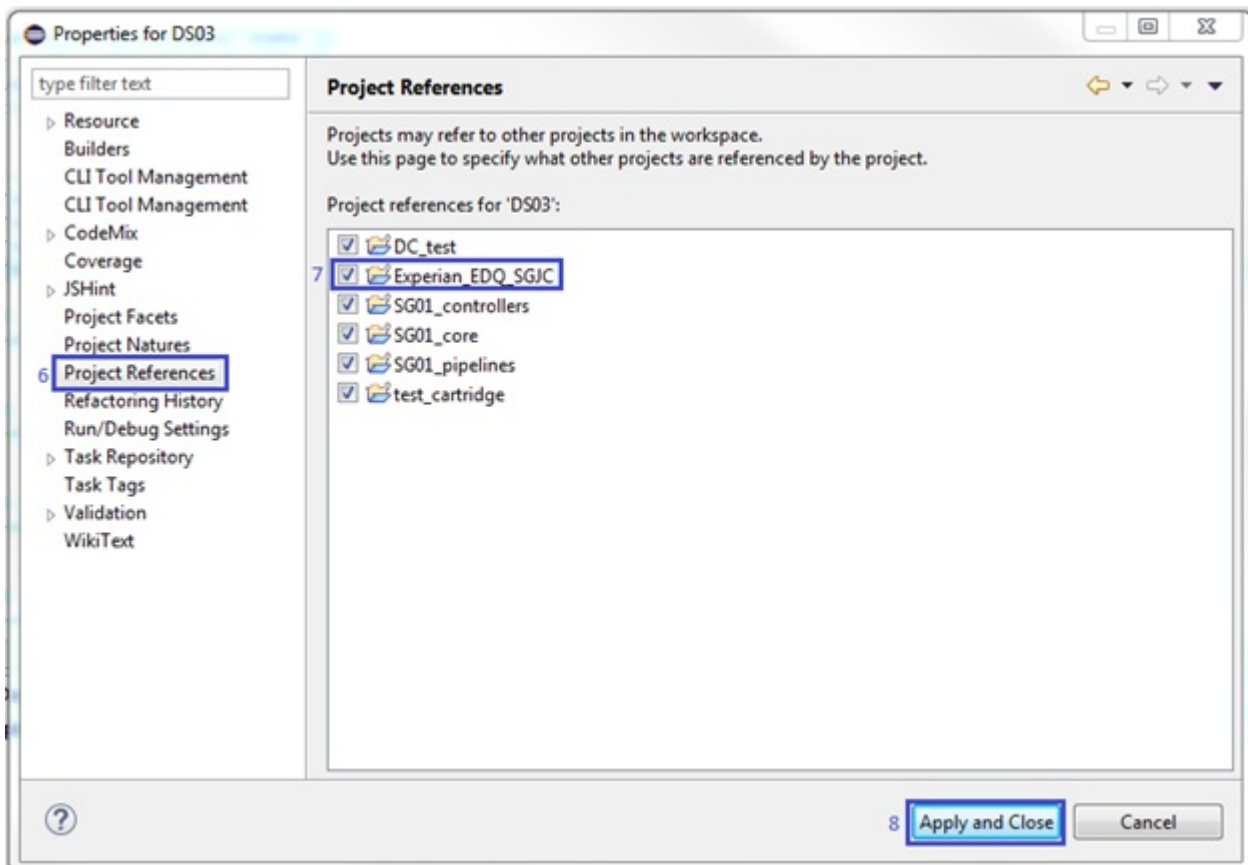 Properties for DS03
type filter text
Resource
Builders
CLI Tool Management
CLI Tool Management
CodeMix
Coverage
JSHint
Project Facets
Project Natures
6 Project References
Refactoring History
Run/Debug Settings
Task Repository
Task Tags
Validation
WikiText
Project References
Projects may refer to other projects in the workspace.
Use this page to specify what other projects are referenced by the project.
Project references for 'DS03':
DC_test
7 Experian_EDQ_SGJC
SG01_controllers
SG01_core
SG01_pipelines
test_cartridge
?
8 Apply and Close
Cancel